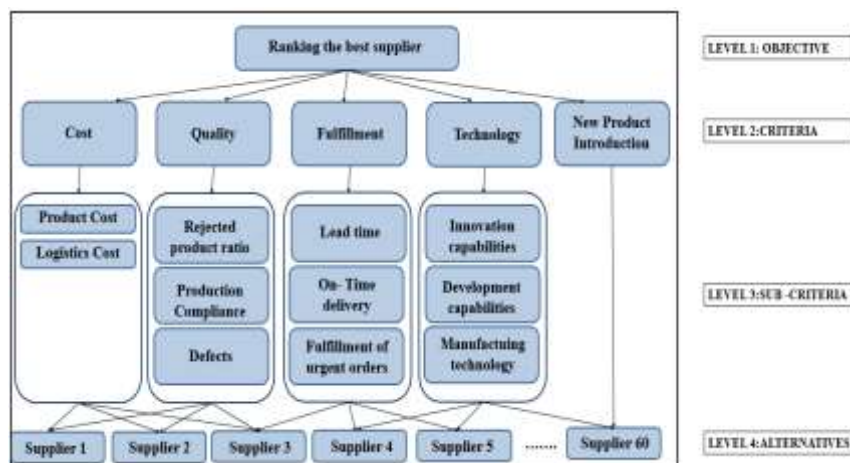 Ranking the best supplier
LEVEL 1: OBJECTIVE
Cost
Quality
Fulfillment
Technology
New Product
Introduction
LEVEL 2:CRITERIA
Product Cost
Logistics Cost
Rejected
product ratio
Production
Compliance
Defects
Lead time
On- Time
delivery
Fulfillment of
urgent orders
Innovation
capabilities
Development
capabilities
Manufactuing
technology
LEVEL 3:SUB -CRITERIA
Supplier 1
Supplier 2
Supplier 3
Supplier 4
Supplier 5
.......
Supplier 60
LEVEL 4:ALTERNATIVES